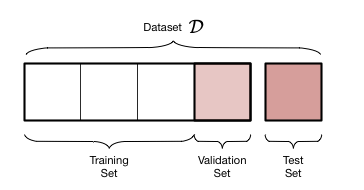 Dataset 𝒟
Training
Set
Validation
Set
Test
Set